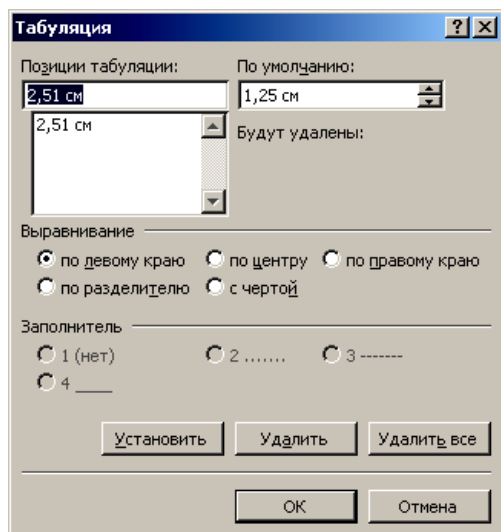 Табуляция
Позиции табуляции: По умолчанию:
2,51 см 1,25 см
2,51 см
Будут удалены:
Выравнивание
по левому краю по центру по правому краю
по разделителю с чертой
Заполнитель
1 (нет) 2 ....... 3 -------
4 ____
Установить Удалить Удалить все
ОК Отмена